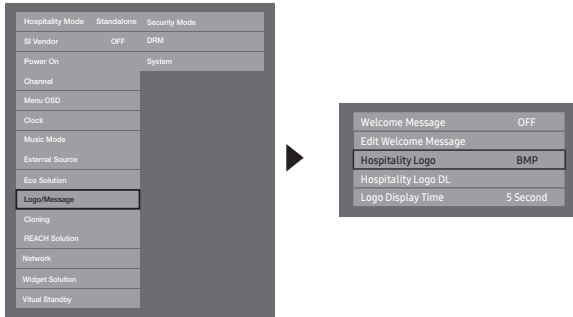 Hospitality Mode Standalone Security Mode
SI Vendor OFF DRM
Power On System
Channel
Menu OSD
Clock
Music Mode
External Source
Eco Solution
Logo/Message
Cloning
REACH Solution
Network
Widget Solution
Vitual Standby
Welcome Message OFF
Edit Welcome Message
Hospitality Logo BMP
Hospitality Logo DL
Logo Display Time 5 Second